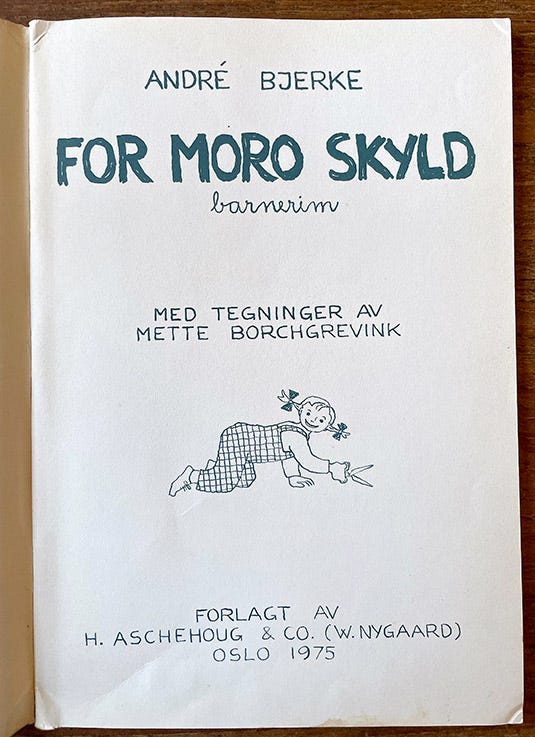 ANDRÉ BJERKE
FOR MORO SKYLD
barnerim
MED TEGNINGER AV
METTE BORCHGREVINK
FORLAGT AV
H. ASCHEHOUG & CO. (W. NYGAARD)
OSLO 1975